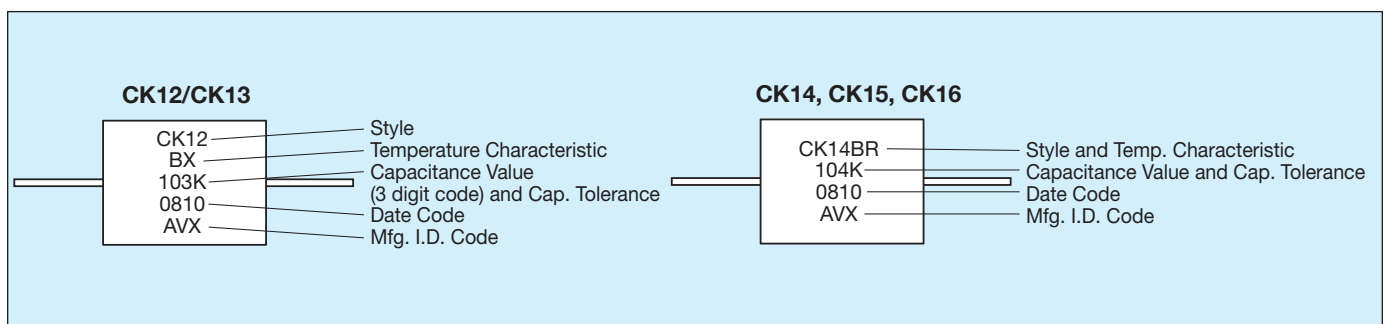 CK12/CK13
CK12
BX
103K
0810
AVX
Style
Temperature Characteristic
Capacitance Value
(3 digit code) and Cap. Tolerance
Date Code
Mfg. I.D. Code
CK14, CK15, CK16
CK14BR
104K
0810
AVX
Style and Temp. Characteristic
Capacitance Value and Cap. Tolerance
Date Code
Mfg. I.D. Code